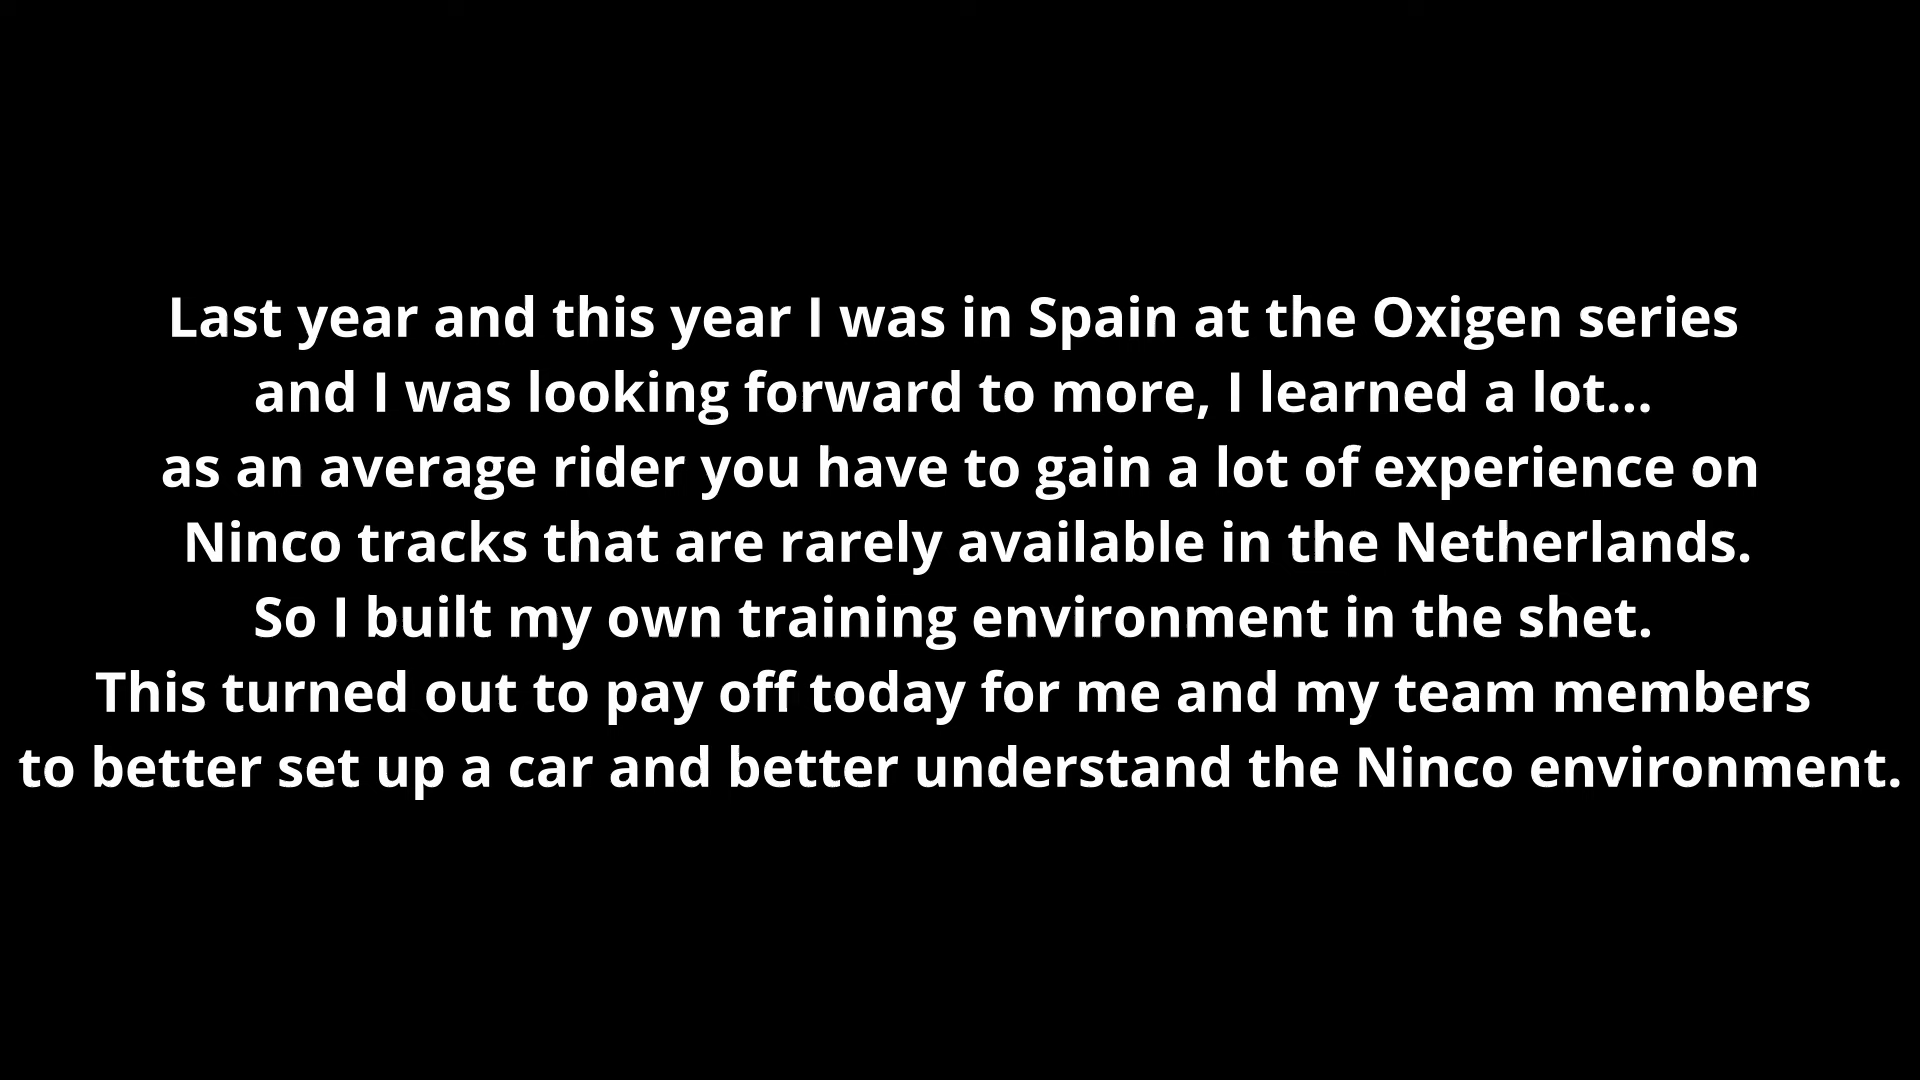 Last year and this year I was in Spain at the Oxigen series
and I was looking forward to more, I learned a lot...
as an average rider you have to gain a lot of experience on
Ninco tracks that are rarely available in the Netherlands.
So I built my own training environment in the shet.
This turned out to pay off today for me and my team members
to better set up a car and better understand the Ninco environment.